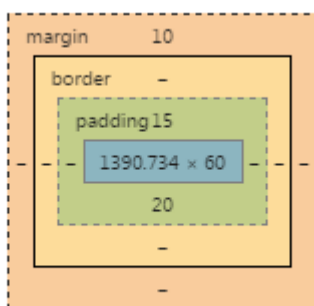 margin 10
border –
padding 15
– – – 1390.734 × 60 – – –
20
–
–